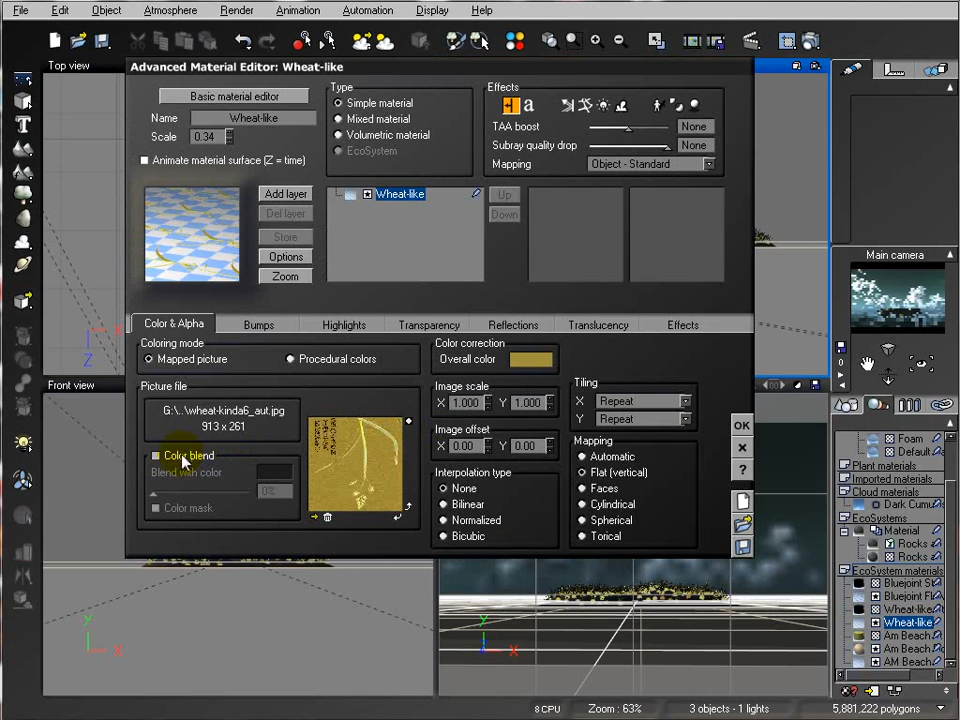 File Edit Object Atmosphere Render Animation Automation Display Help
Top view
Advanced Material Editor: Wheat-like
Basic material editor
Name Wheat-like
Scale 0.34
Animate material surface (Z = time)
Type
Simple material
Mixed material
Volumetric material
EcoSystem
Effects
a
TAA boost None
Subray quality drop None
Mapping Object - Standard
Add layer
Del layer
Store
Options
Zoom
Wheat-like
Up
Down
Main camera
Color & Alpha Bumps Highlights Transparency Reflections Translucency Effects
Coloring mode
Mapped picture Procedural colors
Picture file
G:\..\wheat-kinda6_aut.jpg
913 x 261
Color blend
Blend with color
0%
Color mask
Color correction
Overall color
Image scale
X 1.000 Y 1.000
Image offset
X 0.00 Y 0.00
Interpolation type
None
Bilinear
Normalized
Bicubic
Tiling
X Repeat
Y Repeat
Mapping
Automatic
Flat (vertical)
Faces
Cylindrical
Spherical
Torical
OK
?
Z
X
Front view
Y
X
Y
Z
X
Foam
Plant materials
Imported materials
Cloud materials
Dark Cumu
EcoSystems
Material
Rocks
Rocks
EcoSystem materials
Bluejoint
Bluejoint
Wheat-like
Wheat-like
Am Beach
Am Beach
AM Beach
8 CPU Zoom : 63% 3 objects - 1 lights 5,881,222 polygons